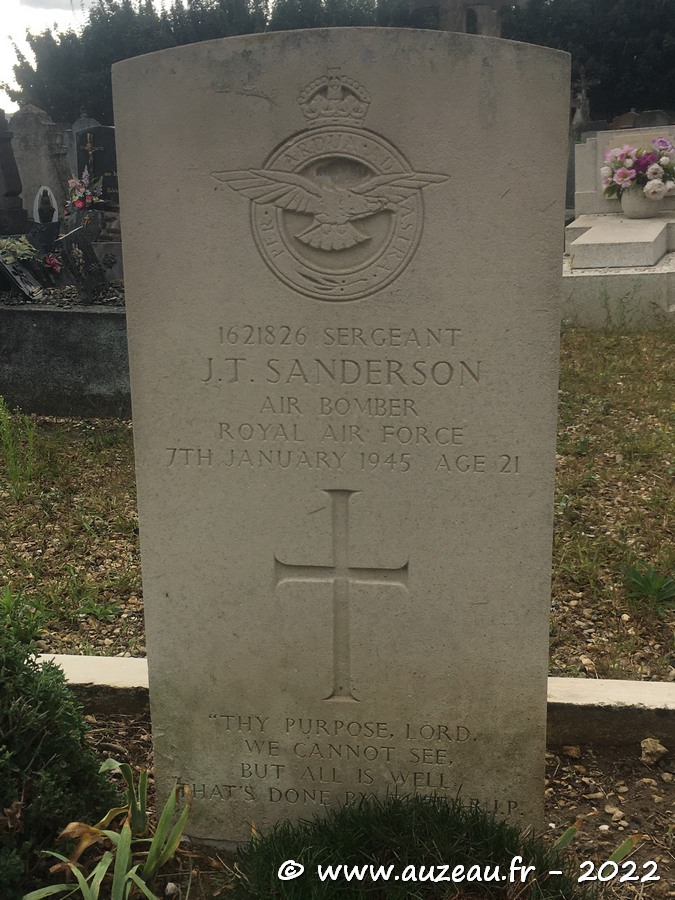 PER ARDUA AD ASTRA
1621826 SERGEANT
J.T. SANDERSON
AIR BOMBER
ROYAL AIR FORCE
7TH JANUARY 1945 AGE 21
"THY PURPOSE, LORD,
WE CANNOT SEE,
BUT ALL IS WELL
THAT'S DONE BY R.I.P.
© www.auzeau.fr - 2022